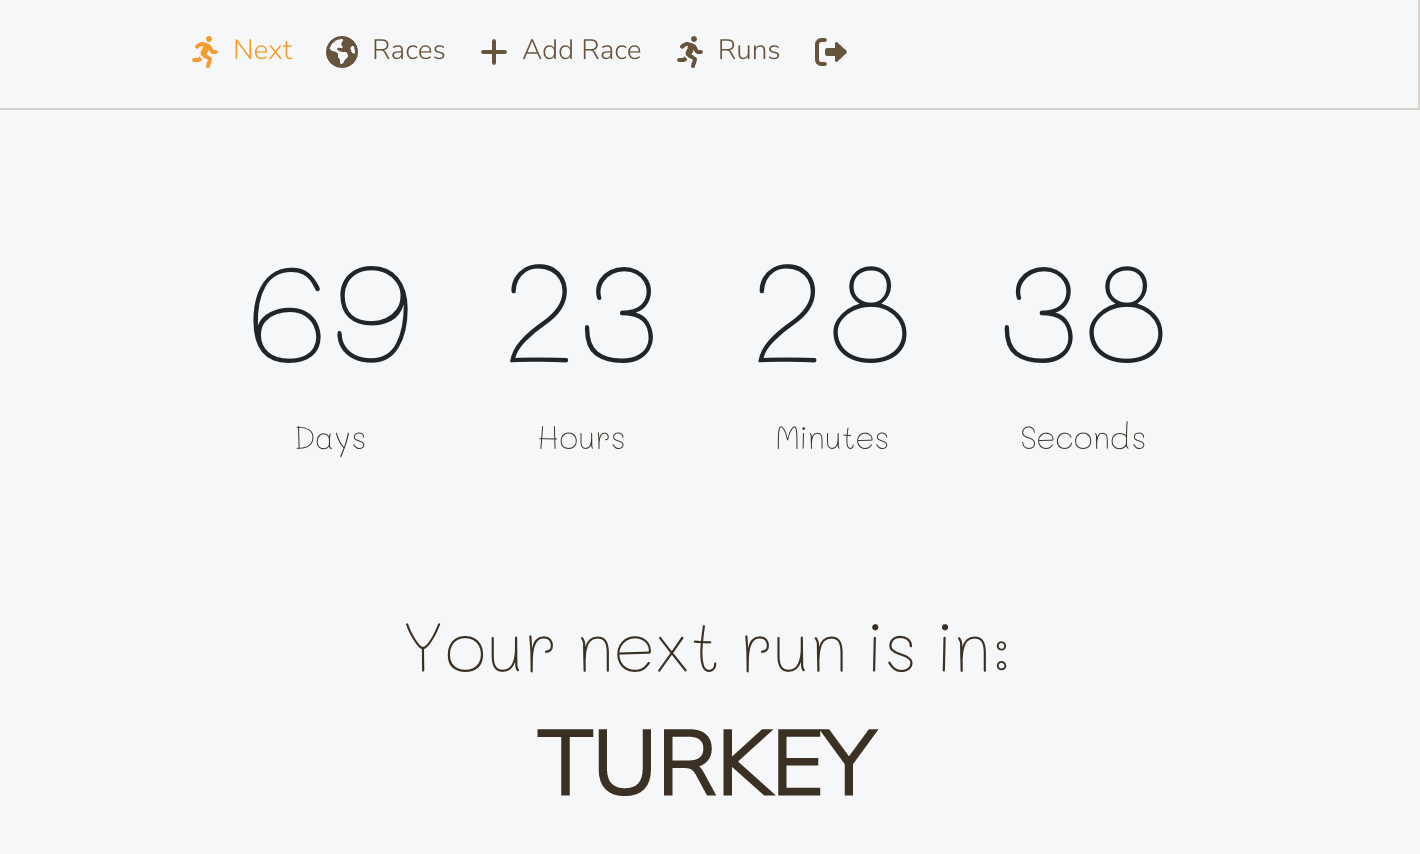 Next Races Add Race Runs
69 23 28 38
Days Hours Minutes Seconds
Your next run is in:
TURKEY